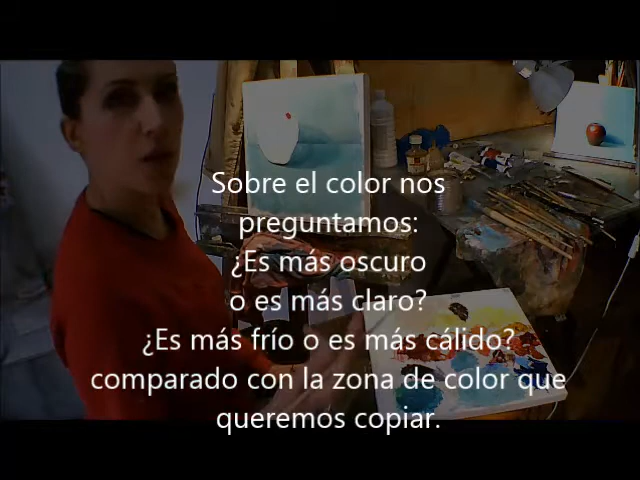 Sobre el color nos
preguntamos:
¿Es más oscuro
o es más claro?
¿Es más frío o es más cálido?
comparado con la zona de color que
queremos copiar.